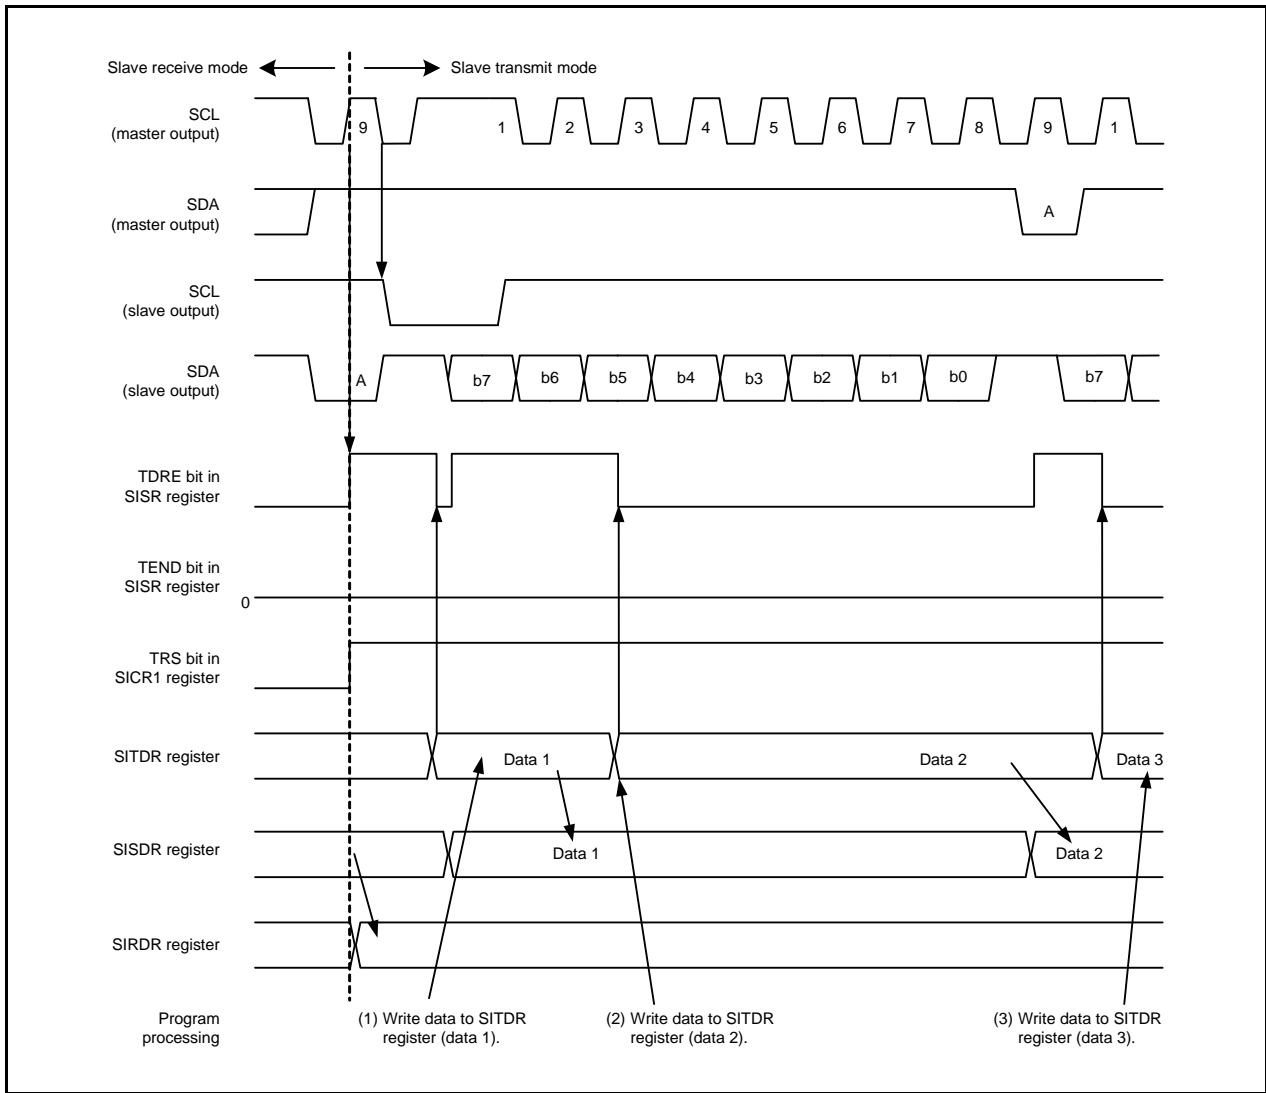 Slave receive mode
Slave transmit mode
SCL
(master output)
9
1
2
3
4
5
6
7
8
9
1
SDA
(master output)
A
SCL
(slave output)
SDA
(slave output)
A
b7
b6
b5
b4
b3
b2
b1
b0
b7
TDRE bit in
SISR register
TEND bit in
SISR register
0
TRS bit in
SICR1 register
SITDR register
Data 1
Data 2
Data 3
SISDR register
Data 1
Data 2
SIRDR register
Program
processing
(1) Write data to SITDR
register (data 1).
(2) Write data to SITDR
register (data 2).
(3) Write data to SITDR
register (data 3).